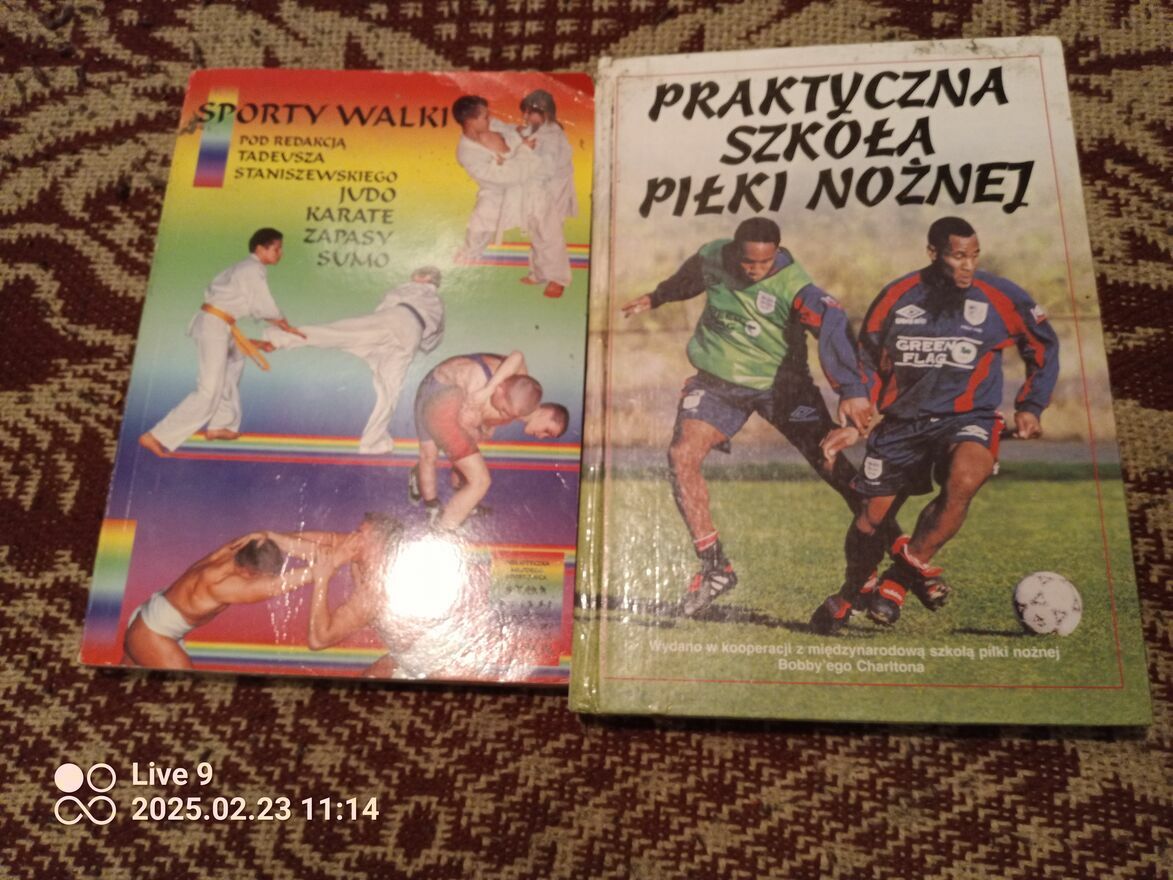 SPORTY WALKI
POD REDAKCJĄ
TADEUSZA
STANISZEWSKIEGO
JUDO
KARATE
ZAPASY
SUMO
PRAKTYCZNA
SZKOŁA
PIŁKI NOŻNEJ
GREEN
FLAG
Wydano w kooperacji z międzynarodową szkołą piłki nożnej
Bobby'ego Charltona
Live 9
2025.02.23 11:14